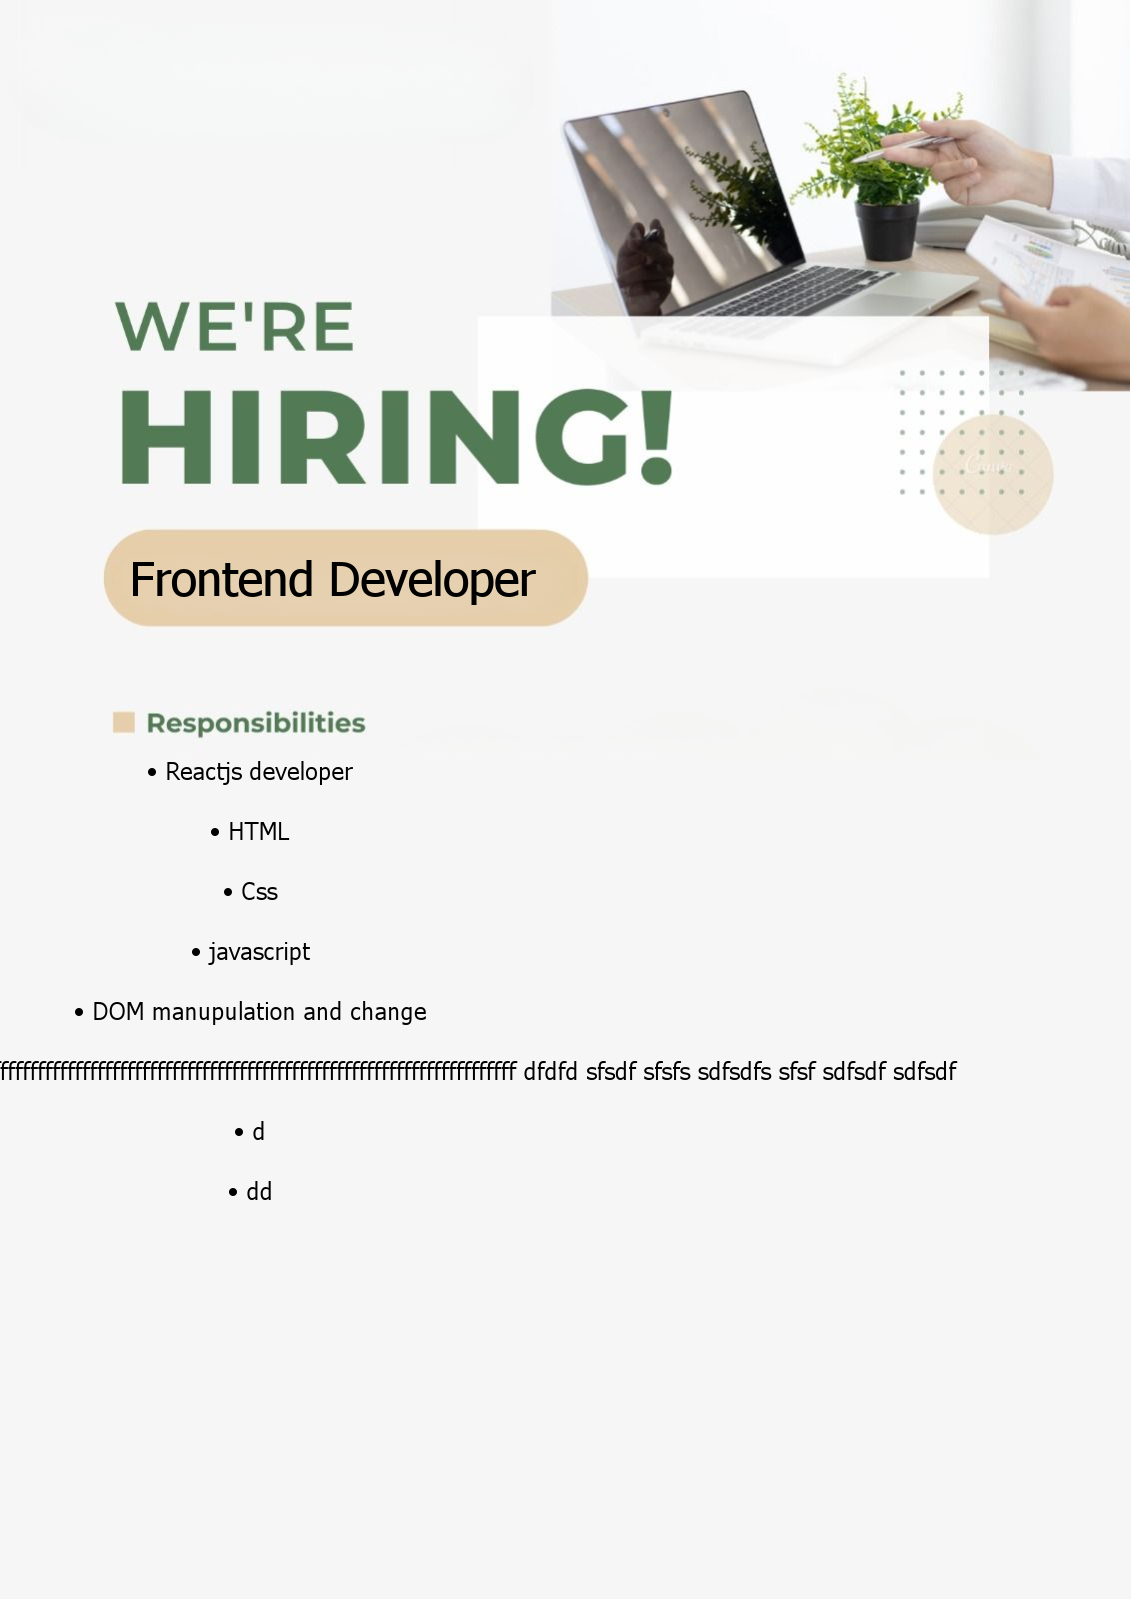 WE'RE
HIRING!
Frontend Developer
Responsibilities
• Reactjs developer
• HTML
• Css
• javascript
• DOM manupulation and change
dfdfd sfsdf sfsfs sdfsdfs sfsf sdfsdf sdfsdf
• d
• dd